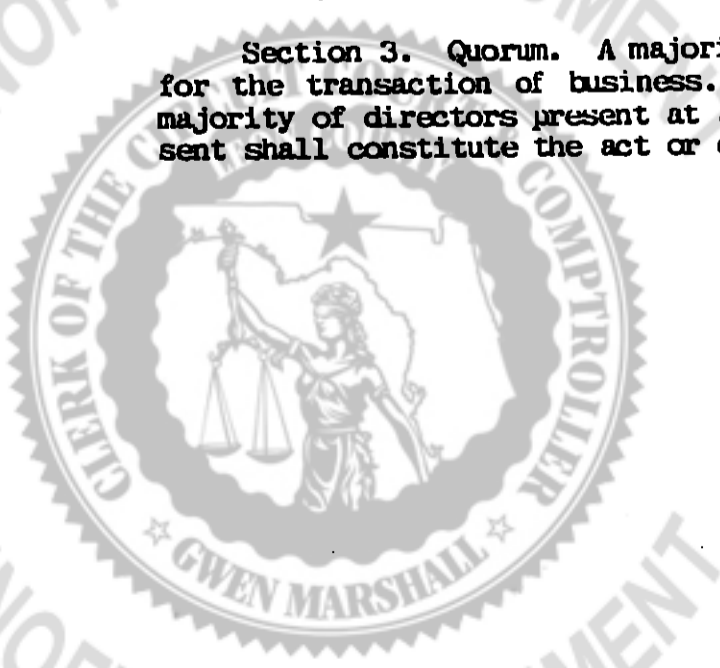 Section 3. Quorum. A majori
for the transaction of business.
majority of directors present at
sent shall constitute the act or
CLERK OF THE C
COMPTROLLER
GWEN MARSHALL